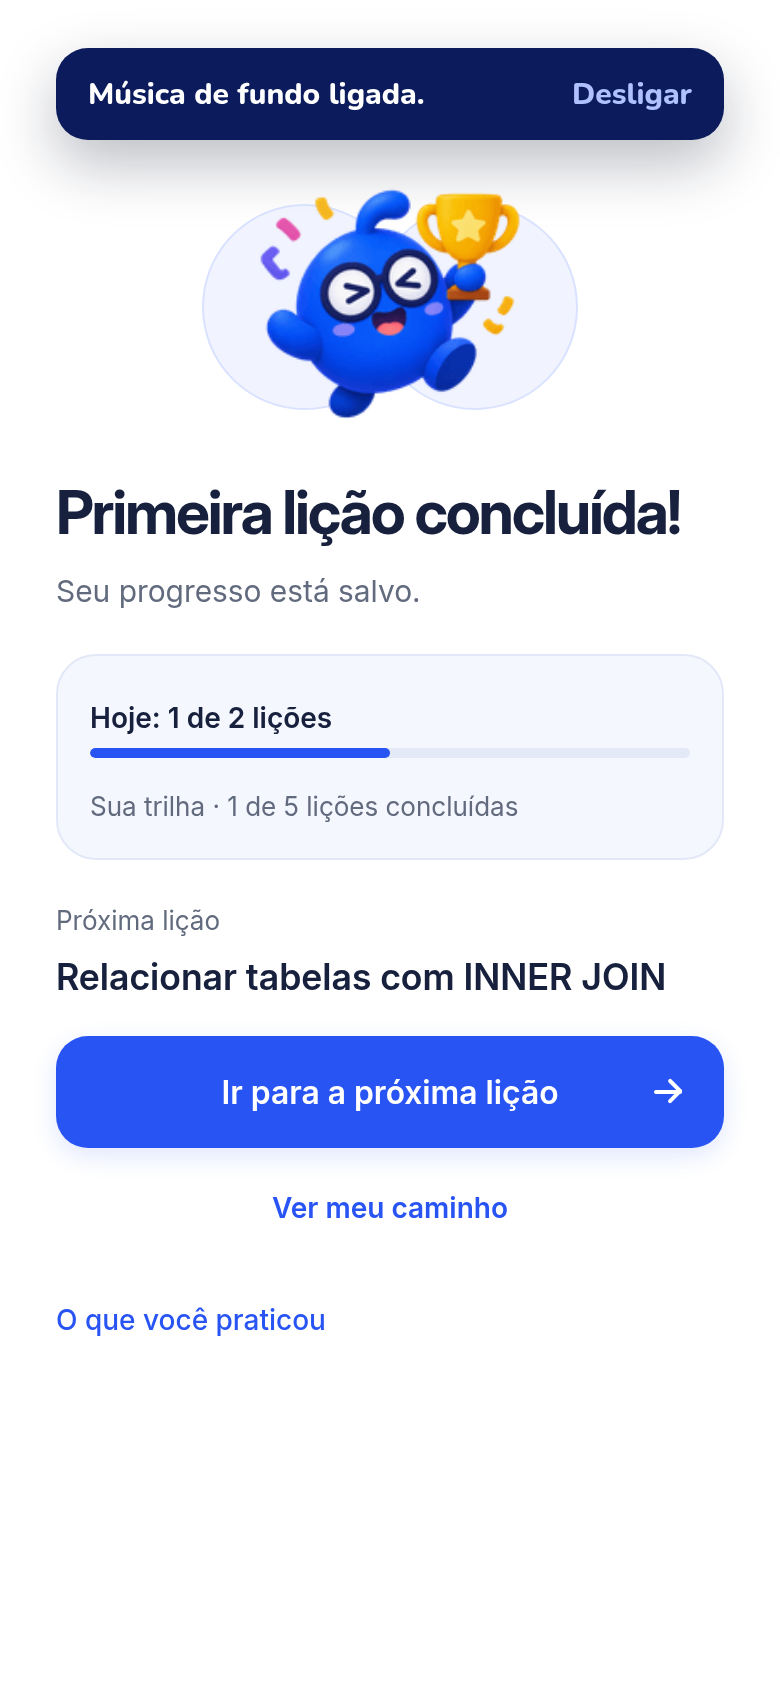 Música de fundo ligada. Desligar
Primeira lição concluída!
Seu progresso está salvo.
Hoje: 1 de 2 lições
Sua trilha · 1 de 5 lições concluídas
Próxima lição
Relacionar tabelas com INNER JOIN
Ir para a próxima lição →
Ver meu caminho
O que você praticou